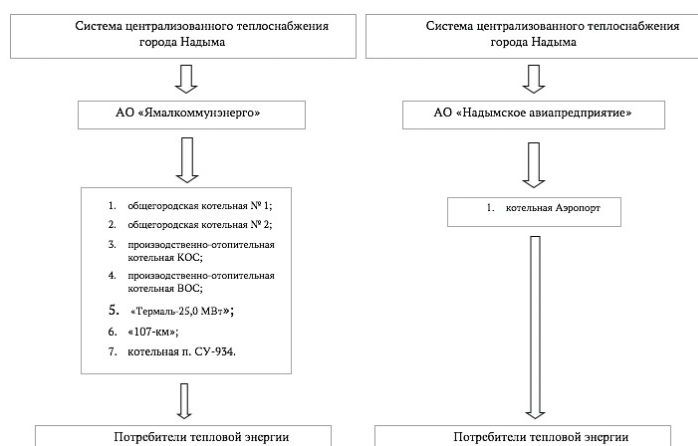 Система централизованного теплоснабжения
города Надыма
АО «Ямалкоммунэнерго»
1. общегородская котельная № 1;
2. общегородская котельная № 2;
3. производственно-отопительная
котельная КОС;
4. производственно-отопительная
котельная ВОС;
5. «Термаль-25,0 МВт»;
6. «107-км»;
7. котельная п. СУ-934.
Потребители тепловой энергии
Система централизованного теплоснабжения
города Надыма
АО «Надымское авиапредприятие»
1. котельная Аэропорт
Потребители тепловой энергии